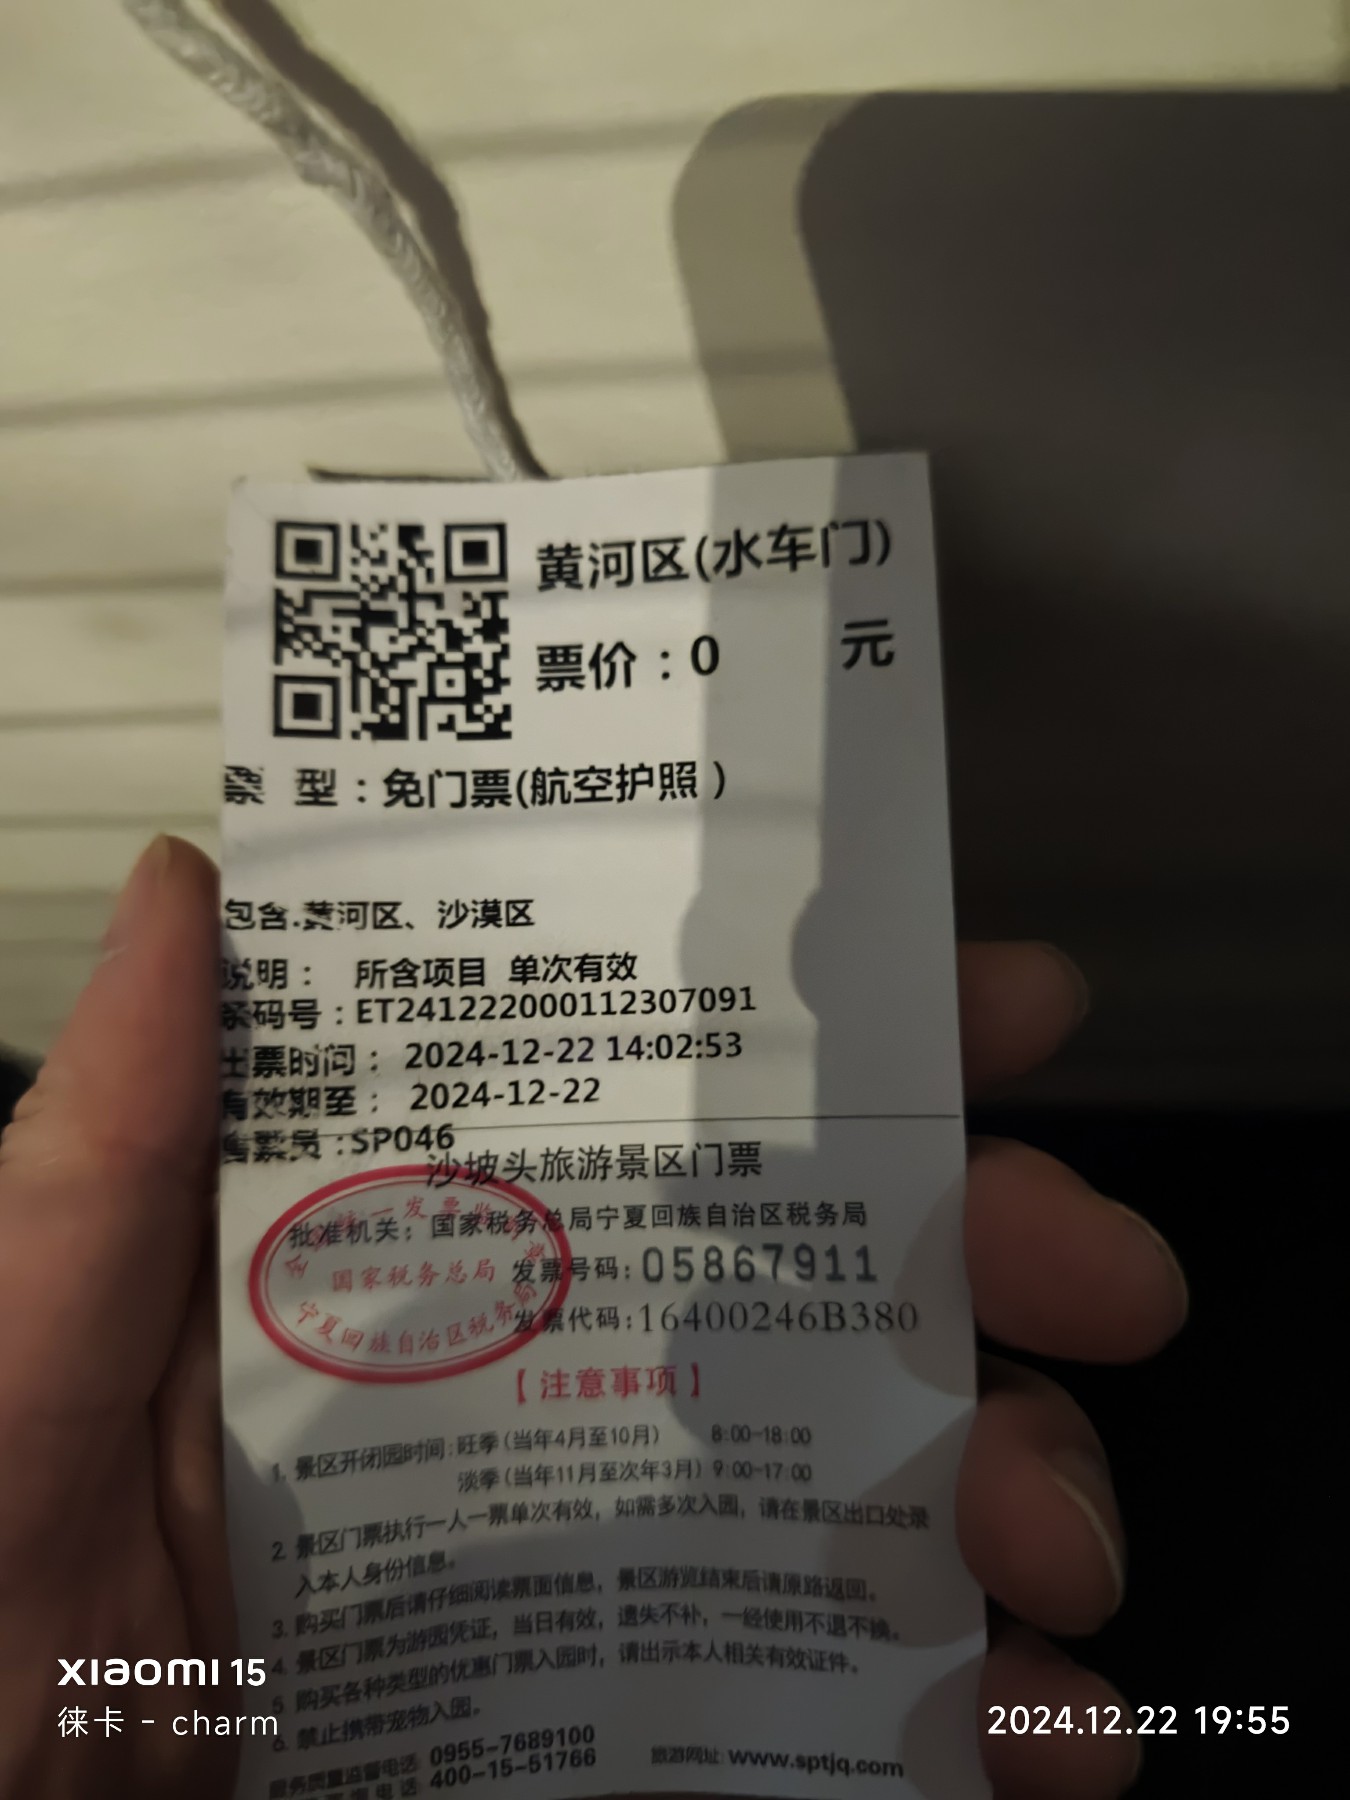 黄河区(水车门)
票价：0 元
票 型：免门票(航空护照 )
包含.黄河区、沙漠区
说明： 所含项目 单次有效
条码号：ET241222000112307091
出票时间： 2024-12-22 14:02:53
有效期至： 2024-12-22
售票员：SP046
沙坡头旅游景区门票
批准机关：国家税务总局宁夏回族自治区税务局
国家税务总局
宁夏回族自治区税务局
发票号码：05867911
发票代码：16400246B380
【注意事项】
1. 景区开闭园时间：旺季（当年4月至10月） 8:00-18:00
淡季（当年11月至次年3月）9:00-17:00
2. 景区门票执行一人一票单次有效，如需多次入园，请在景区出口处录
入本人身份信息。
3. 购买门票后请仔细阅读票面信息，景区游览结束后请原路返回。
4. 景区门票为游园凭证，当日有效，遗失不补，一经使用不退不换。
5. 购买各种类型的优惠门票入园时，请出示本人相关有效证件。
6. 禁止携带宠物入园。
服务质量监督电话 0955-7689100
电话 400-15-51766
旅游网址：www.sptjq.com
xiaomi 15
徕卡 - charm
2024.12.22 19:55